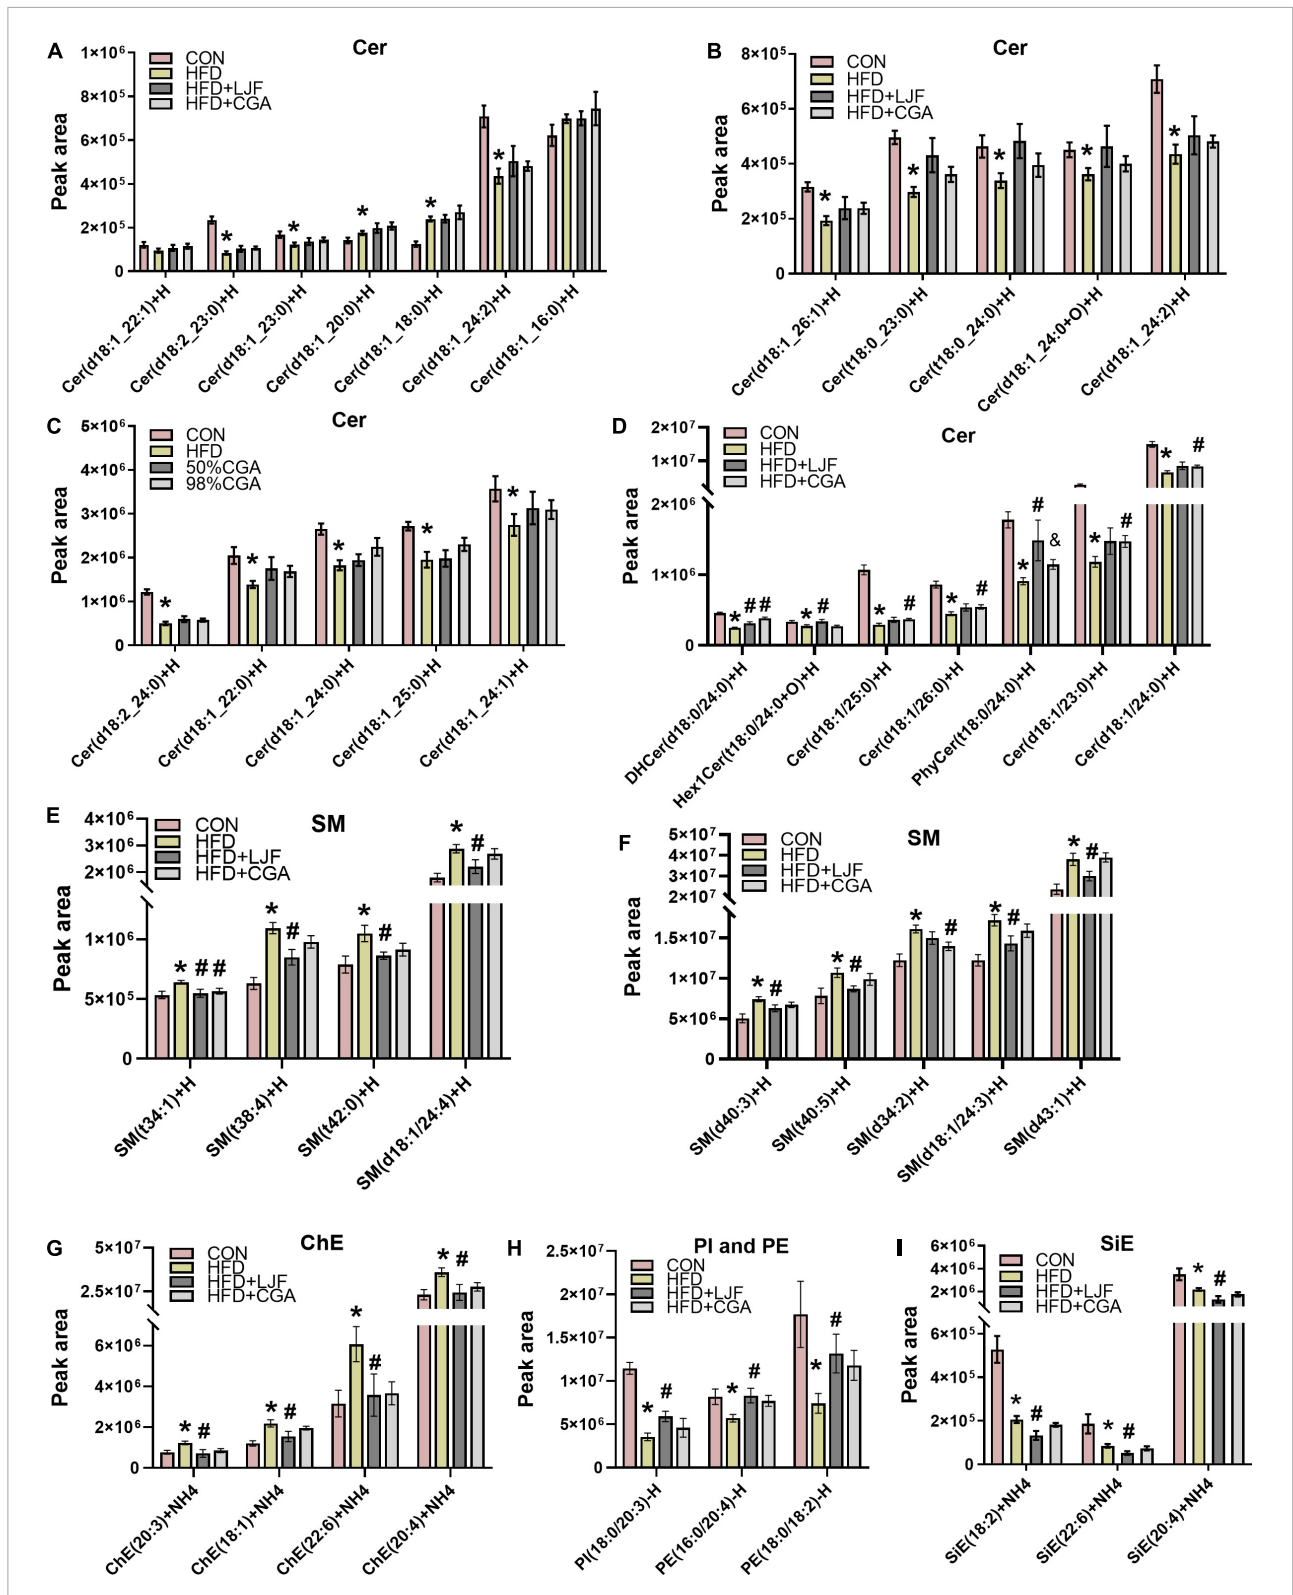 A
Cer
CON
HFD
HFD+LJF
HFD+CGA
Peak area
1×10⁶
8×10⁵
6×10⁵
4×10⁵
2×10⁵
0
*
*
*
*
*
Cer(d18:1_22:1)+H
Cer(d18:2_23:0)+H
Cer(d18:1_23:0)+H
Cer(d18:1_20:0)+H
Cer(d18:1_18:0)+H
Cer(d18:1_24:2)+H
Cer(d18:1_16:0)+H
B
Cer
CON
HFD
HFD+LJF
HFD+CGA
Peak area
8×10⁵
6×10⁵
4×10⁵
2×10⁵
0
*
*
*
*
*
Cer(d18:1_26:1)+H
Cer(t18:0_23:0)+H
Cer(t18:0_24:0)+H
Cer(d18:1_24:0+O)+H
Cer(d18:1_24:2)+H
C
Cer
CON
HFD
50%CGA
98%CGA
Peak area
5×10⁶
4×10⁶
3×10⁶
2×10⁶
1×10⁶
0
*
*
*
*
*
Cer(d18:2_24:0)+H
Cer(d18:1_22:0)+H
Cer(d18:1_24:0)+H
Cer(d18:1_25:0)+H
Cer(d18:1_24:1)+H
D
Cer
CON
HFD
HFD+LJF
HFD+CGA
Peak area
2×10⁷
1×10⁷
2×10⁶
1×10⁶
0
* # #
* #
* #
* #
* # &
* #
* #
DHCer(d18:0/24:0)+H
Hex1Cer(t18:0/24:0+O)+H
Cer(d18:1/25:0)+H
Cer(d18:1/26:0)+H
PhyCer(t18:0/24:0)+H
Cer(d18:1/23:0)+H
Cer(d18:1/24:0)+H
E
SM
CON
HFD
HFD+LJF
HFD+CGA
Peak area
4×10⁶
3×10⁶
2×10⁶
1×10⁶
5×10⁵
0
* # #
* #
* #
* #
SM(t34:1)+H
SM(t38:4)+H
SM(t42:0)+H
SM(d18:1/24:4)+H
F
SM
CON
HFD
HFD+LJF
HFD+CGA
Peak area
5×10⁷
4×10⁷
3×10⁷
2×10⁷
1.5×10⁷
1×10⁷
5×10⁶
0
* #
* #
* #
* #
* #
SM(d40:3)+H
SM(t40:5)+H
SM(d34:2)+H
SM(d18:1/24:3)+H
SM(d43:1)+H
G
ChE
CON
HFD
HFD+LJF
HFD+CGA
Peak area
5×10⁷
2.5×10⁷
6×10⁶
4×10⁶
2×10⁶
0
* #
* #
* #
* #
ChE(20:3)+NH4
ChE(18:1)+NH4
ChE(22:6)+NH4
ChE(20:4)+NH4
H
PI and PE
CON
HFD
HFD+LJF
HFD+CGA
Peak area
2.5×10⁷
2×10⁷
1.5×10⁷
1×10⁷
5×10⁶
0
* #
* #
* #
PI(18:0/20:3)-H
PE(16:0/20:4)-H
PE(18:0/18:2)-H
I
SiE
CON
HFD
HFD+LJF
HFD+CGA
Peak area
6×10⁶
4×10⁶
2×10⁶
6×10⁵
2×10⁵
0
* #
* #
* #
SiE(18:2)+NH4
SiE(22:6)+NH4
SiE(20:4)+NH4